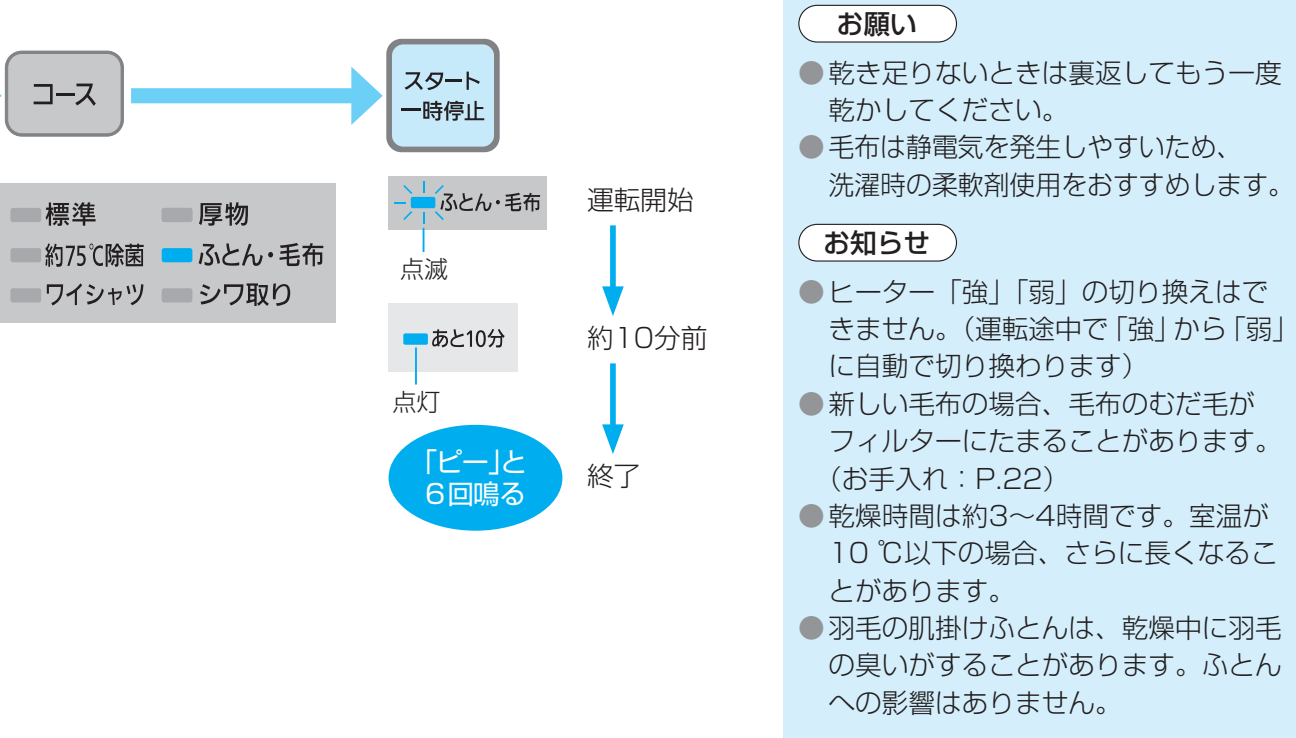 コース
スタート
一時停止
標準 厚物
約75℃除菌 ふとん・毛布
ワイシャツ シワ取り
ふとん・毛布
点滅
あと10分
点灯
「ピー」と
6回鳴る
運転開始
約10分前
終了
お願い
●乾き足りないときは裏返してもう一度
乾かしてください。
●毛布は静電気を発生しやすいため、
洗濯時の柔軟剤使用をおすすめします。
お知らせ
●ヒーター「強」「弱」の切り換えはで
きません。（運転途中で「強」から「弱」
に自動で切り換わります）
●新しい毛布の場合、毛布のむだ毛が
フィルターにたまることがあります。
（お手入れ：P.22）
●乾燥時間は約3～4時間です。室温が
10 ℃以下の場合、さらに長くなるこ
とがあります。
●羽毛の肌掛けふとんは、乾燥中に羽毛
の臭いがすることがあります。ふとん
への影響はありません。